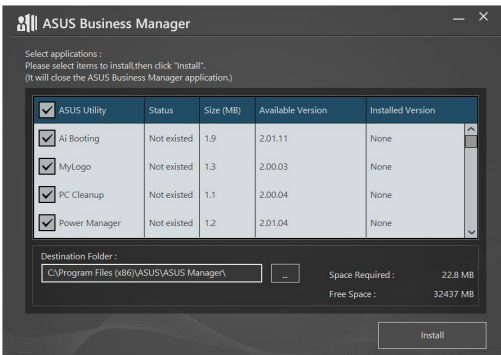 ASUS Business Manager
Select applications :
Please select items to install,then click "Install".
(It will close the ASUS Business Manager application.)
ASUS Utility Status Size (MB) Available Version Installed Version
Ai Booting Not existed 1.9 2.01.11 None
MyLogo Not existed 1.3 2.00.03 None
PC Cleanup Not existed 1.1 2.00.04 None
Power Manager Not existed 1.2 2.01.04 None
Destination Folder :
C:\Program Files (x86)\ASUS\ASUS Manager\ ... Space Required : 22.8 MB
Free Space : 32437 MB
Install